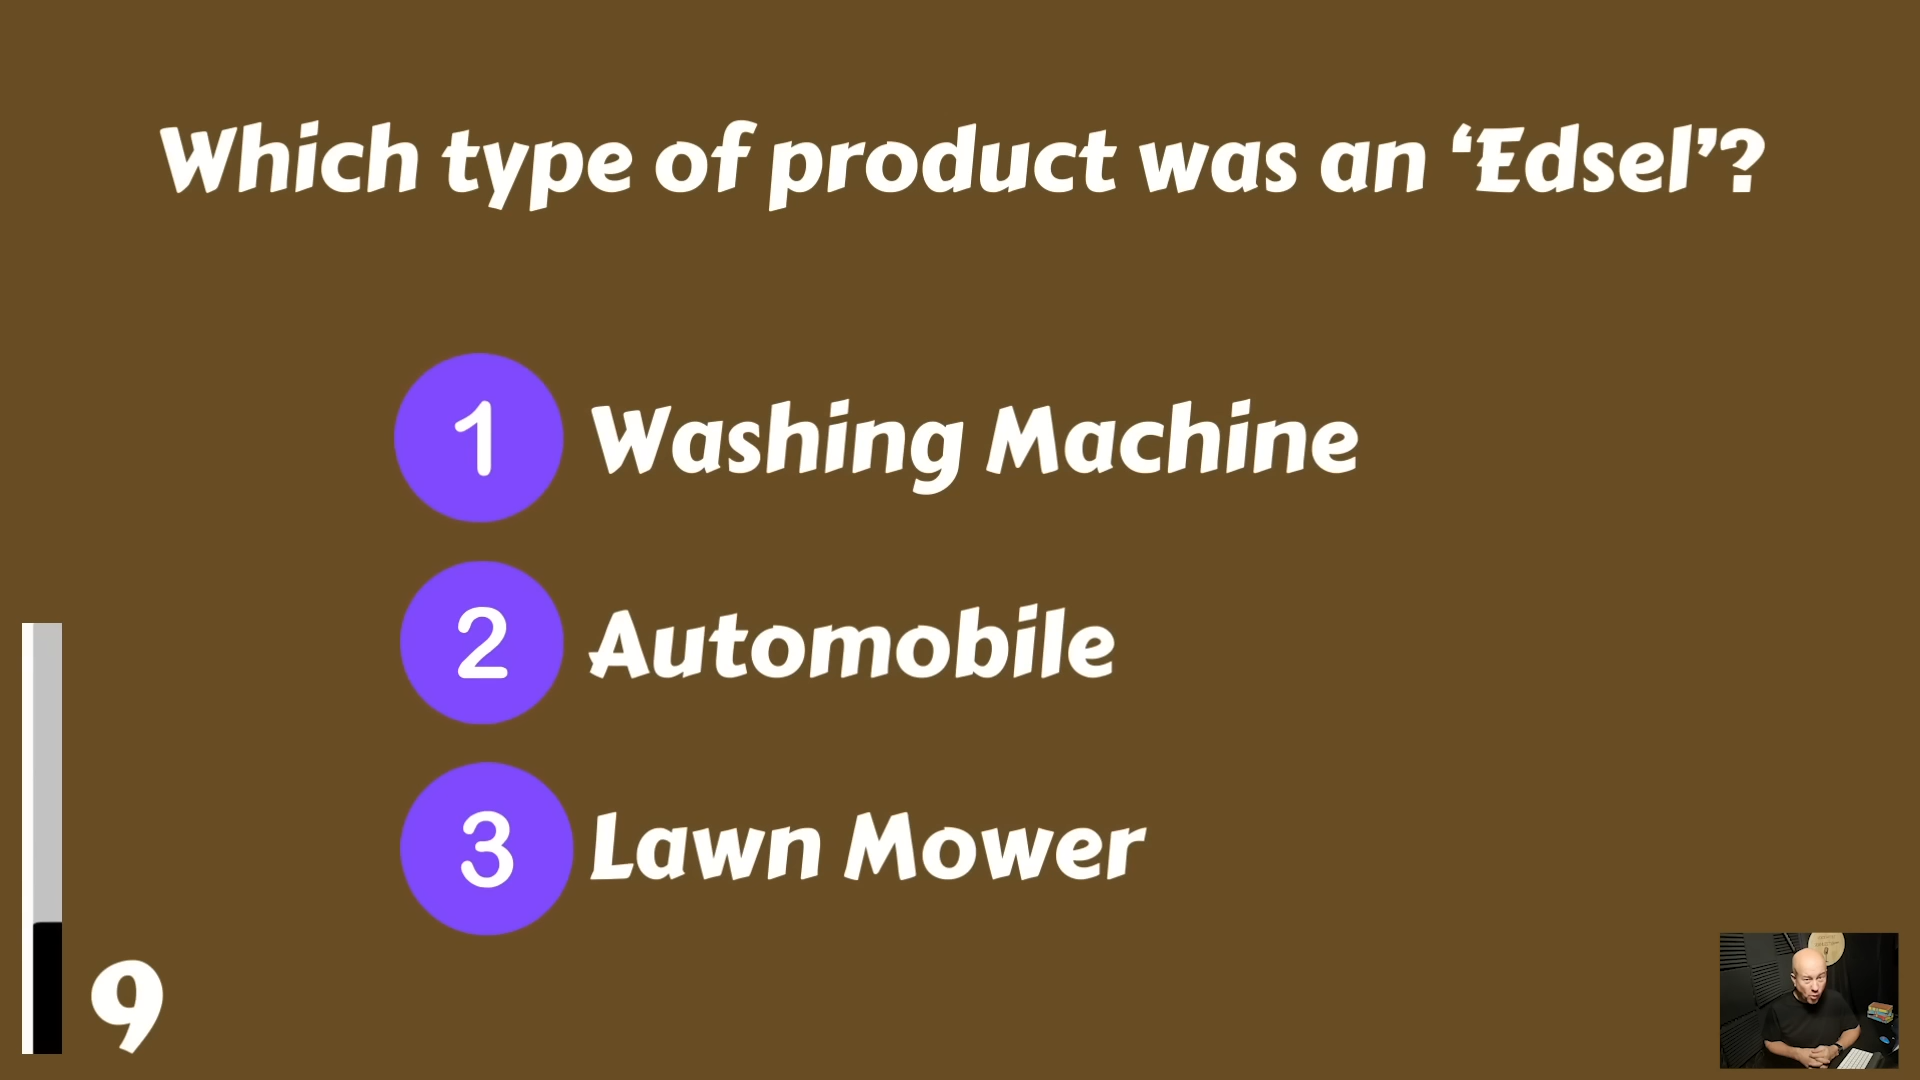 Which type of product was an ‘Edsel’?
1 Washing Machine
2 Automobile
3 Lawn Mower
9